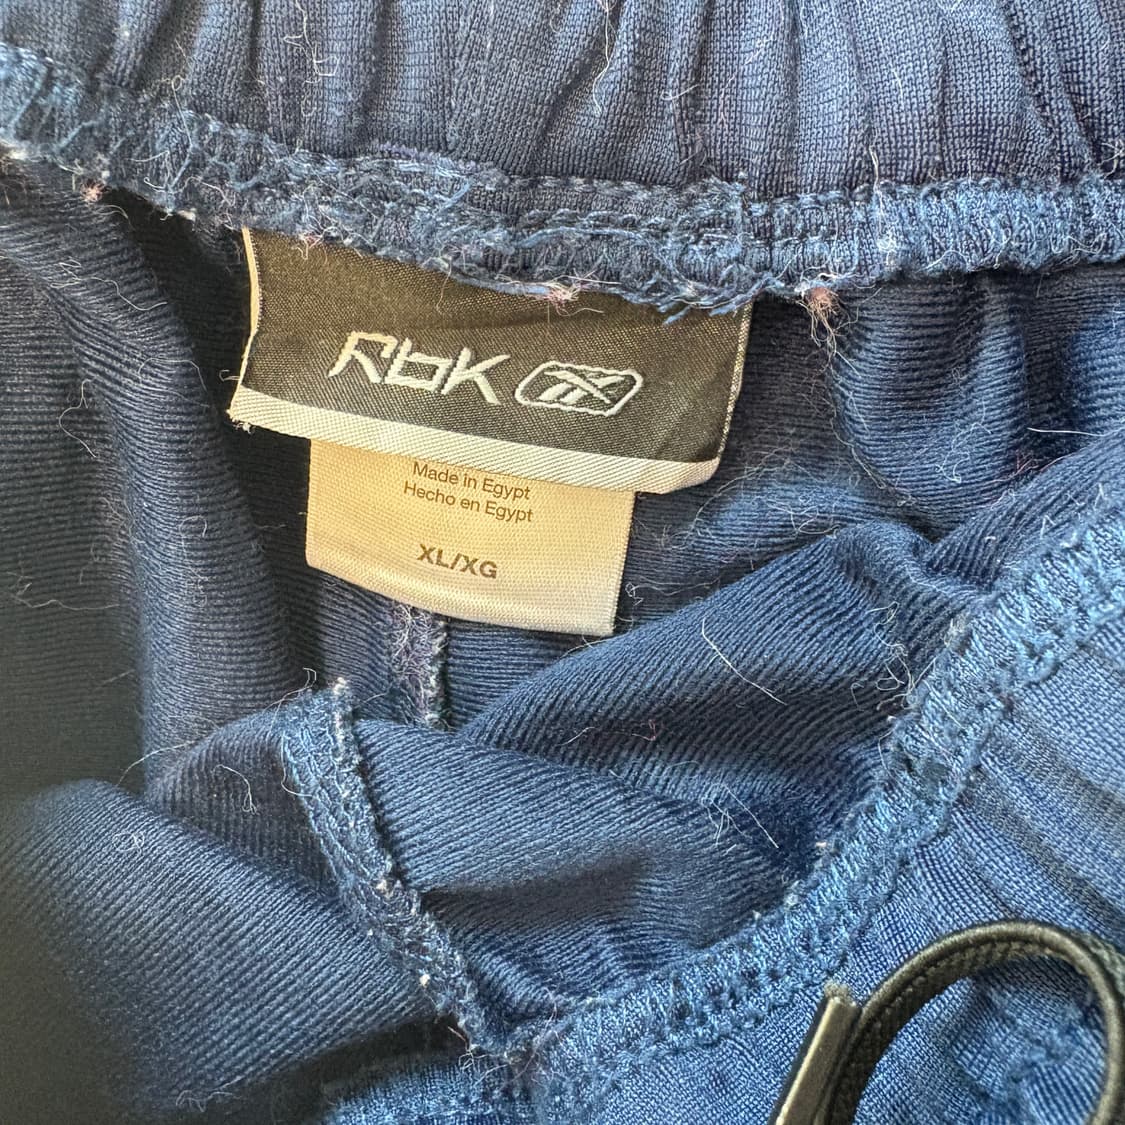 Rbk
Made in Egypt
Hecho en Egypt
XL/XG